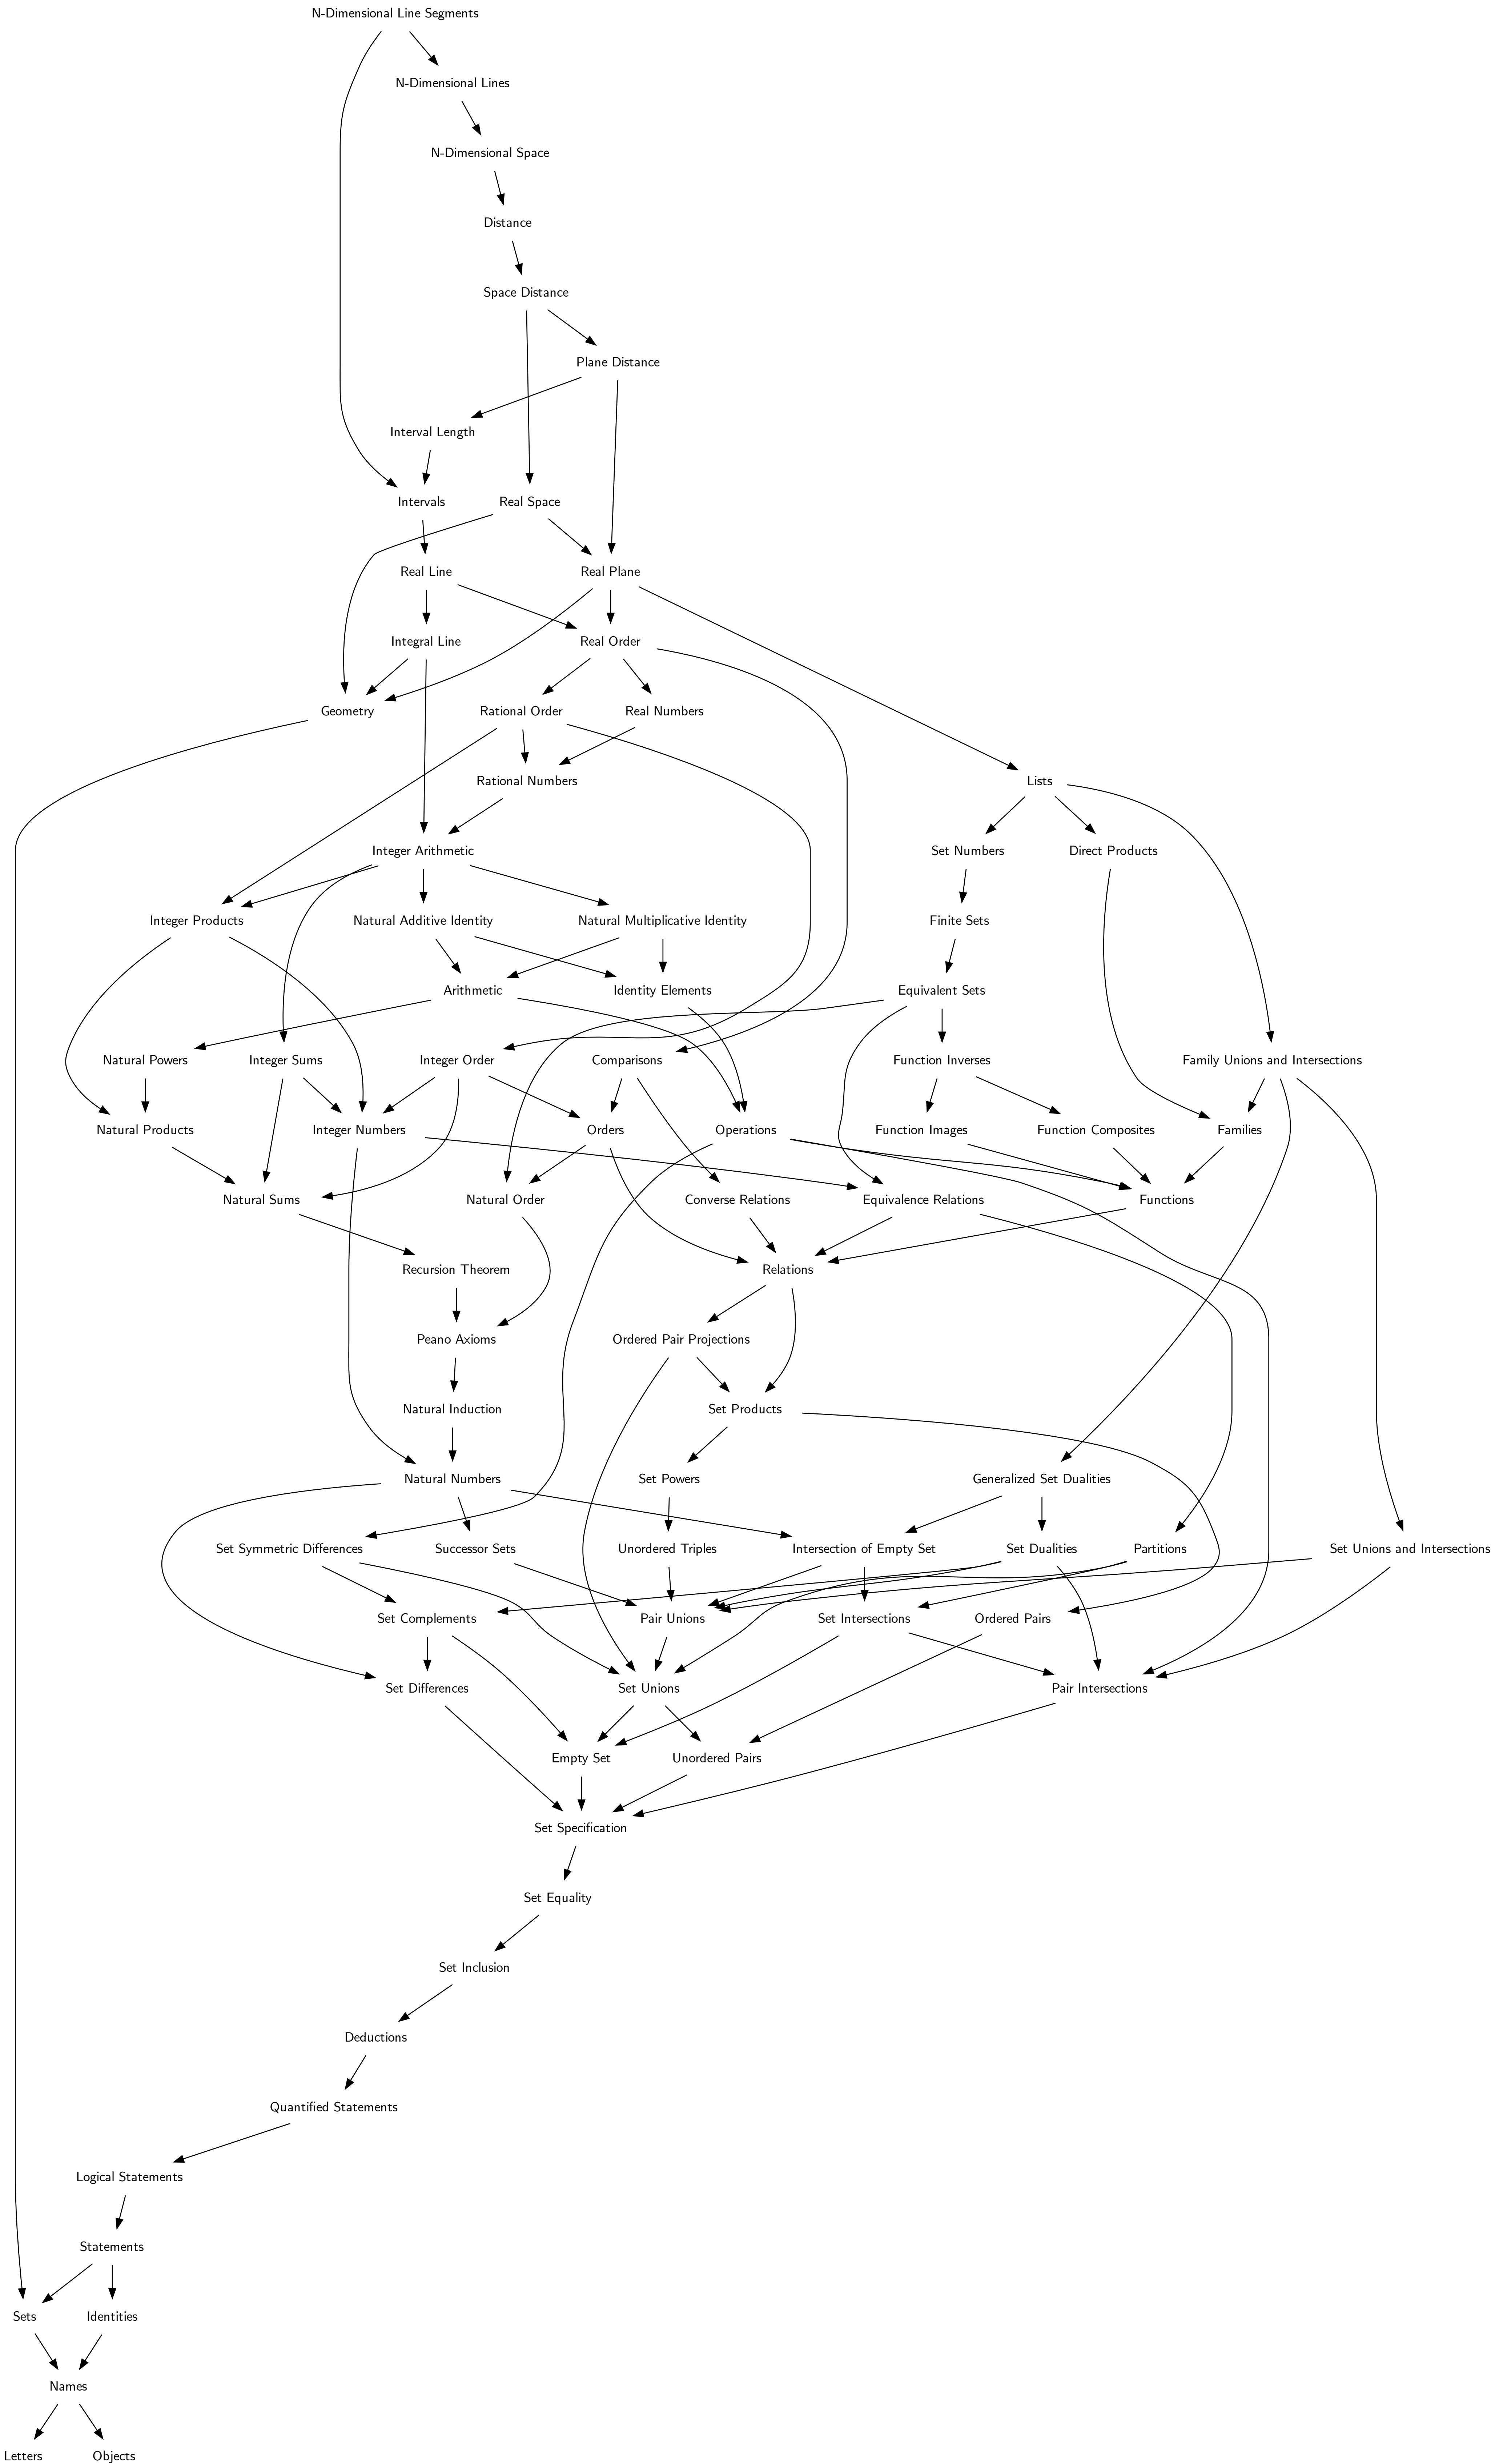 N-Dimensional Line Segments
N-Dimensional Lines
N-Dimensional Space
Distance
Space Distance
Plane Distance
Interval Length
Intervals
Real Space
Real Line
Real Plane
Integral Line
Real Order
Geometry
Rational Order
Real Numbers
Rational Numbers
Lists
Integer Arithmetic
Set Numbers
Direct Products
Integer Products
Natural Additive Identity
Natural Multiplicative Identity
Finite Sets
Arithmetic
Identity Elements
Equivalent Sets
Natural Powers
Integer Sums
Integer Order
Comparisons
Function Inverses
Family Unions and Intersections
Natural Products
Integer Numbers
Orders
Operations
Function Images
Function Composites
Families
Natural Sums
Natural Order
Converse Relations
Equivalence Relations
Functions
Recursion Theorem
Relations
Peano Axioms
Ordered Pair Projections
Natural Induction
Set Products
Natural Numbers
Set Powers
Generalized Set Dualities
Set Symmetric Differences
Successor Sets
Unordered Triples
Intersection of Empty Set
Set Dualities
Partitions
Set Unions and Intersections
Set Complements
Pair Unions
Set Intersections
Ordered Pairs
Set Differences
Set Unions
Pair Intersections
Empty Set
Unordered Pairs
Set Specification
Set Equality
Set Inclusion
Deductions
Quantified Statements
Logical Statements
Statements
Sets
Identities
Names
Letters
Objects